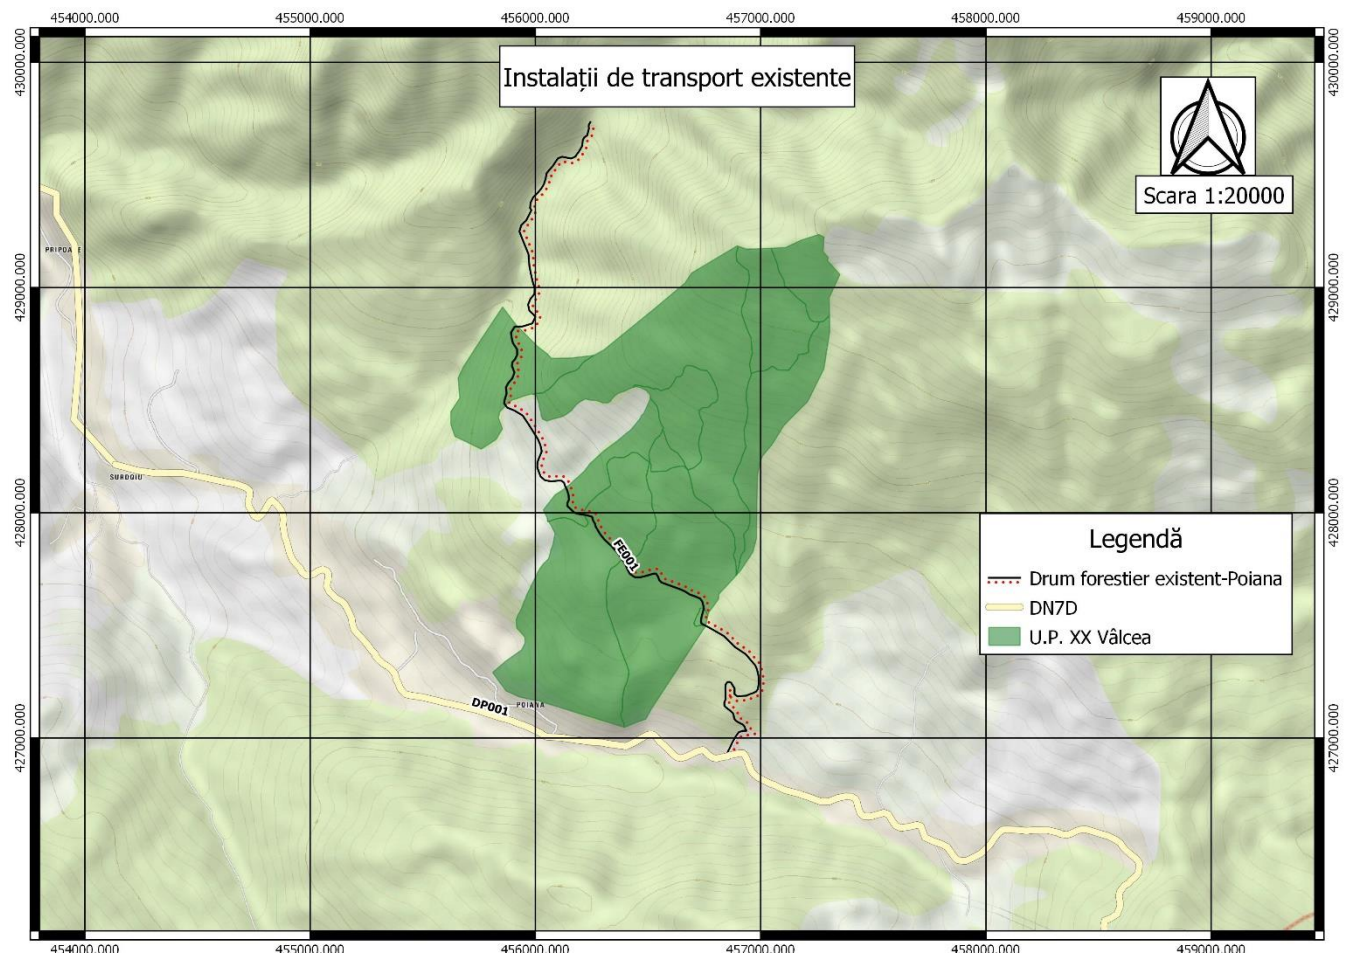 454000.000 455000.000 456000.000 457000.000 458000.000 459000.000
430000.000 430000.000
Instalații de transport existente
Scara 1:20000
PRIPOARE
429000.000 429000.000
SURDOIU
428000.000 428000.000
FE001
Legendă
Drum forestier existent-Poiana
DN7D
U.P. XX Vâlcea
DP001
POIANA
427000.000 427000.000
454000.000 455000.000 456000.000 457000.000 458000.000 459000.000